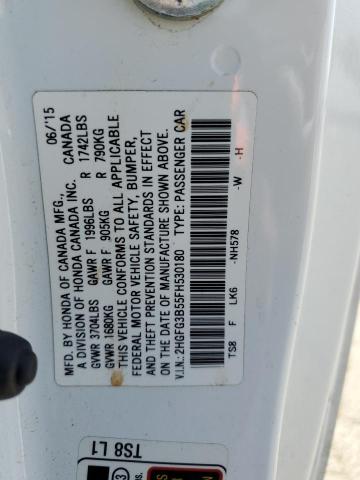 MFD. BY HONDA OF CANADA MFG., 06/'15
A DIVISION OF HONDA CANADA INC. CANADA
GVWR 3704LBS GAWR F 1996LBS R 1742LBS
GVWR 1680KG GAWR F 905KG R 790KG
THIS VEHICLE CONFORMS TO ALL APPLICABLE
FEDERAL MOTOR VEHICLE SAFETY, BUMPER,
AND THEFT PREVENTION STANDARDS IN EFFECT
ON THE DATE OF MANUFACTURE SHOWN ABOVE.
V.I.N.: 2HGFG3B55FH530180 TYPE: PASSENGER CAR
TS8 F LK6 -NH578 -W -H
TS8 L1